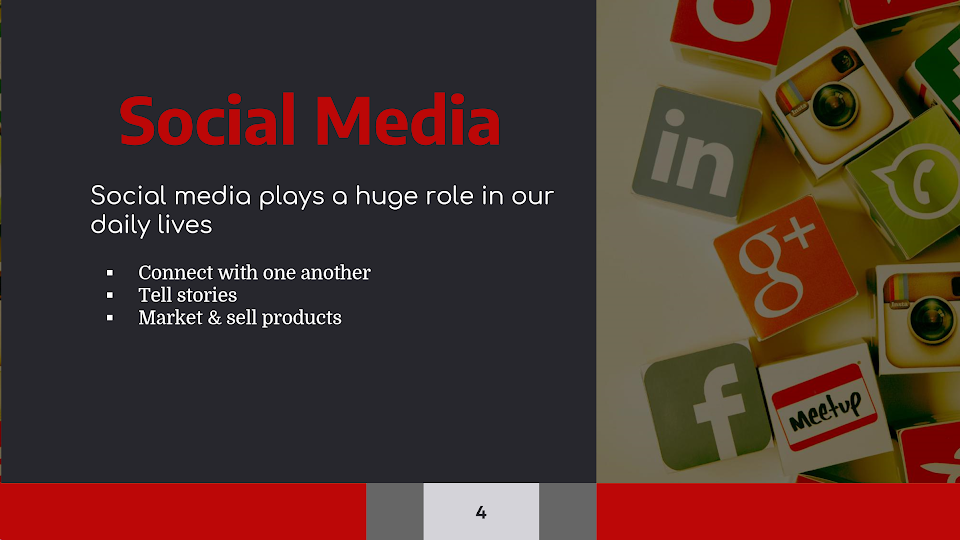 Social Media
Social media plays a huge role in our
daily lives
▪ Connect with one another
▪ Tell stories
▪ Market & sell products
in
g+
f
Meetup
4